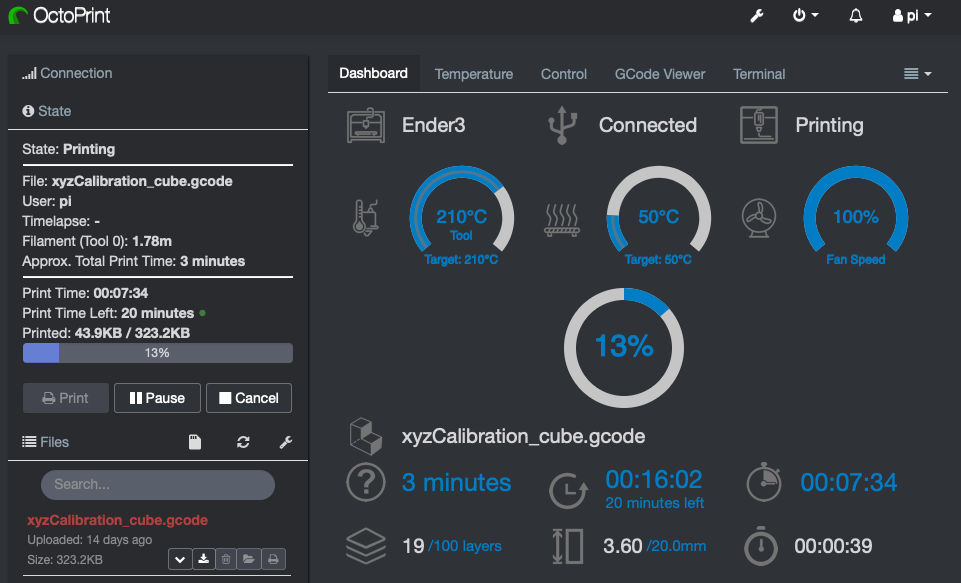 OctoPrint
pi
Connection
State
State: Printing
File: xyzCalibration_cube.gcode
User: pi
Timelapse: -
Filament (Tool 0): 1.78m
Approx. Total Print Time: 3 minutes
Print Time: 00:07:34
Print Time Left: 20 minutes
Printed: 43.9KB / 323.2KB
13%
Print
Pause
Cancel
Files
Search...
xyzCalibration_cube.gcode
Uploaded: 14 days ago
Size: 323.2KB
Dashboard
Temperature
Control
GCode Viewer
Terminal
Ender3
Connected
Printing
210°C
Tool
Target: 210°C
50°C
Target: 50°C
100%
Fan Speed
13%
xyzCalibration_cube.gcode
? 3 minutes
00:16:02
20 minutes left
00:07:34
19 /100 layers
3.60 /20.0mm
00:00:39